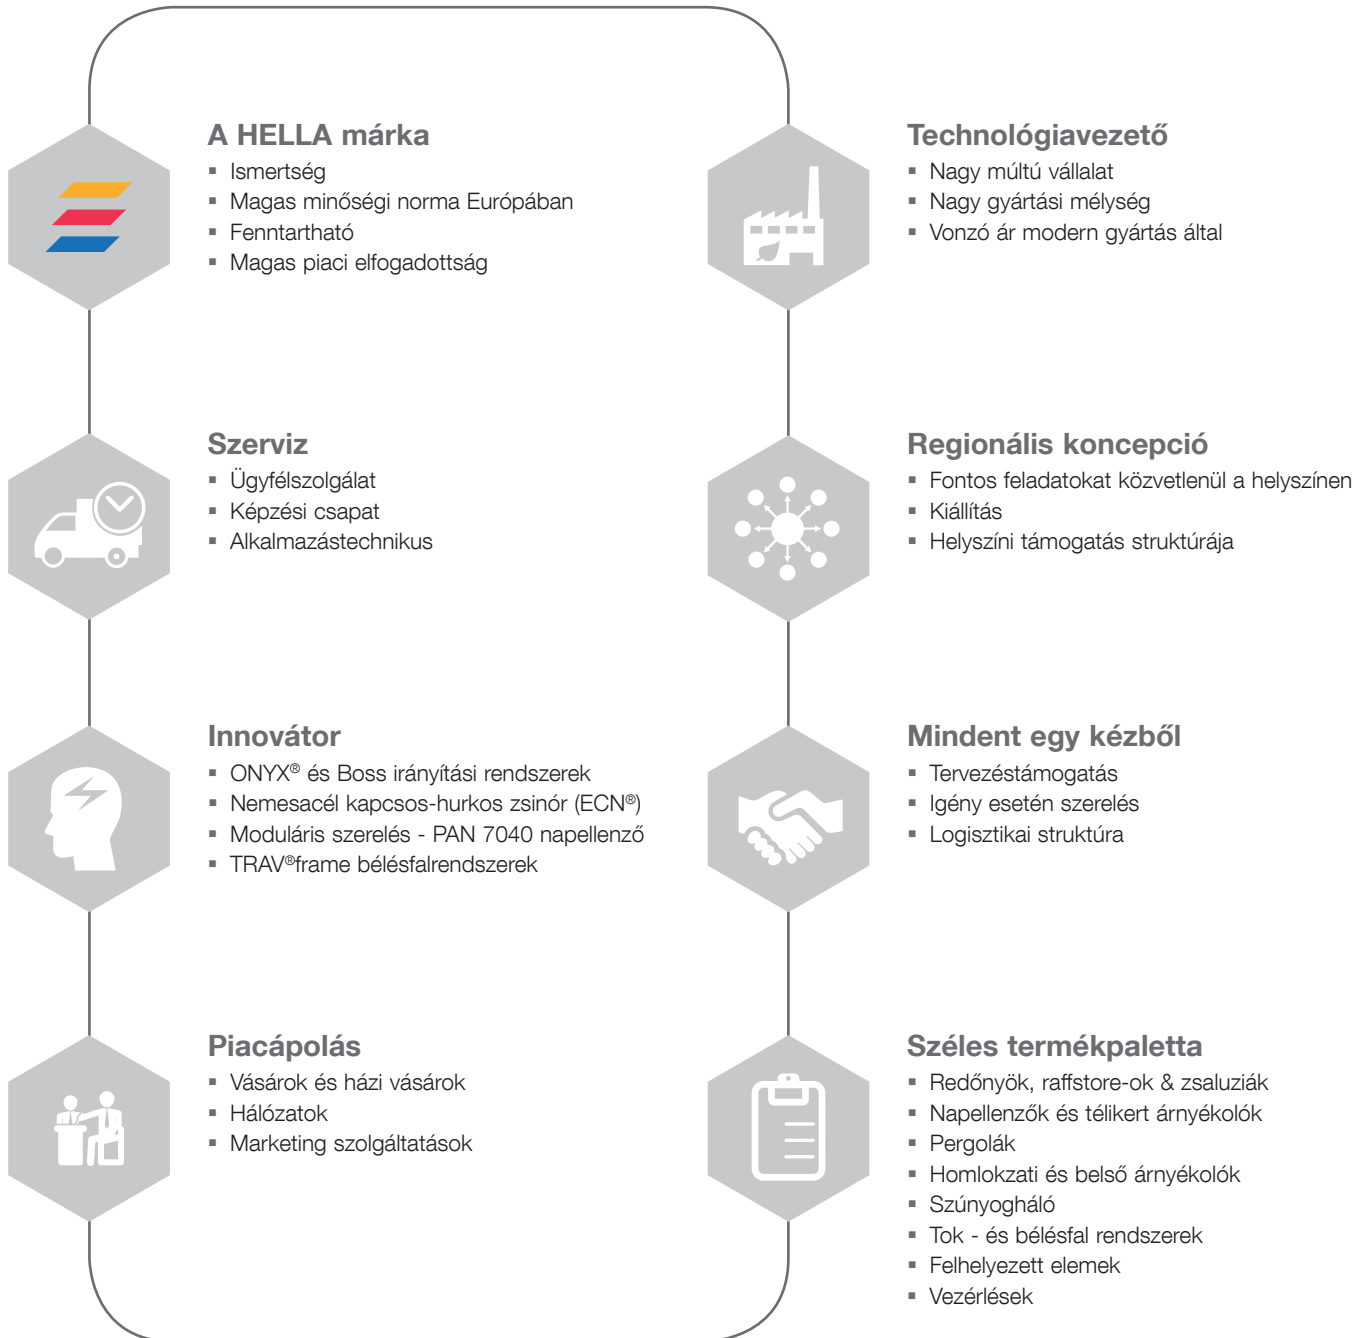 A HELLA márka
▪ Ismertség
▪ Magas minőségi norma Európában
▪ Fenntartható
▪ Magas piaci elfogadottság
Technológiavezető
▪ Nagy múltú vállalat
▪ Nagy gyártási mélység
▪ Vonzó ár modern gyártás által
Szerviz
▪ Ügyfélszolgálat
▪ Képzési csapat
▪ Alkalmazástechnikus
Regionális koncepció
▪ Fontos feladatokat közvetlenül a helyszínen
▪ Kiállítás
▪ Helyszíni támogatás struktúrája
Innovátor
▪ ONYX® és Boss irányítási rendszerek
▪ Nemesacél kapcsos-hurkos zsinór (ECN®)
▪ Moduláris szerelés - PAN 7040 napellenző
▪ TRAV®frame bélésfalrendszerek
Mindent egy kézből
▪ Tervezéstámogatás
▪ Igény esetén szerelés
▪ Logisztikai struktúra
Piacápolás
▪ Vásárok és házi vásárok
▪ Hálózatok
▪ Marketing szolgáltatások
Széles termékpaletta
▪ Redőnyök, raffstore-ok & zsaluziák
▪ Napellenzők és télikert árnyékolók
▪ Pergolák
▪ Homlokzati és belső árnyékolók
▪ Szúnyogháló
▪ Tok - és bélésfal rendszerek
▪ Felhelyezett elemek
▪ Vezérlések